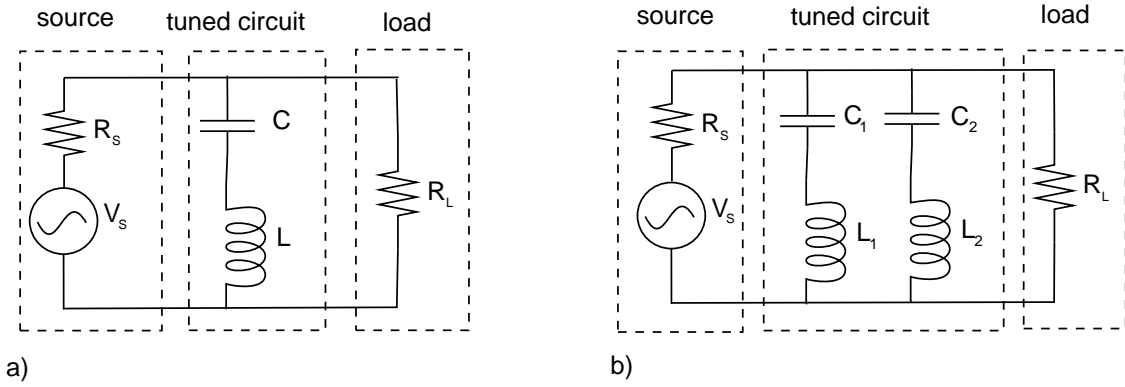 source tuned circuit load
R_S C
V_S L R_L
a)
source tuned circuit load
R_S C_1 C_2
V_S L_1 L_2 R_L
b)